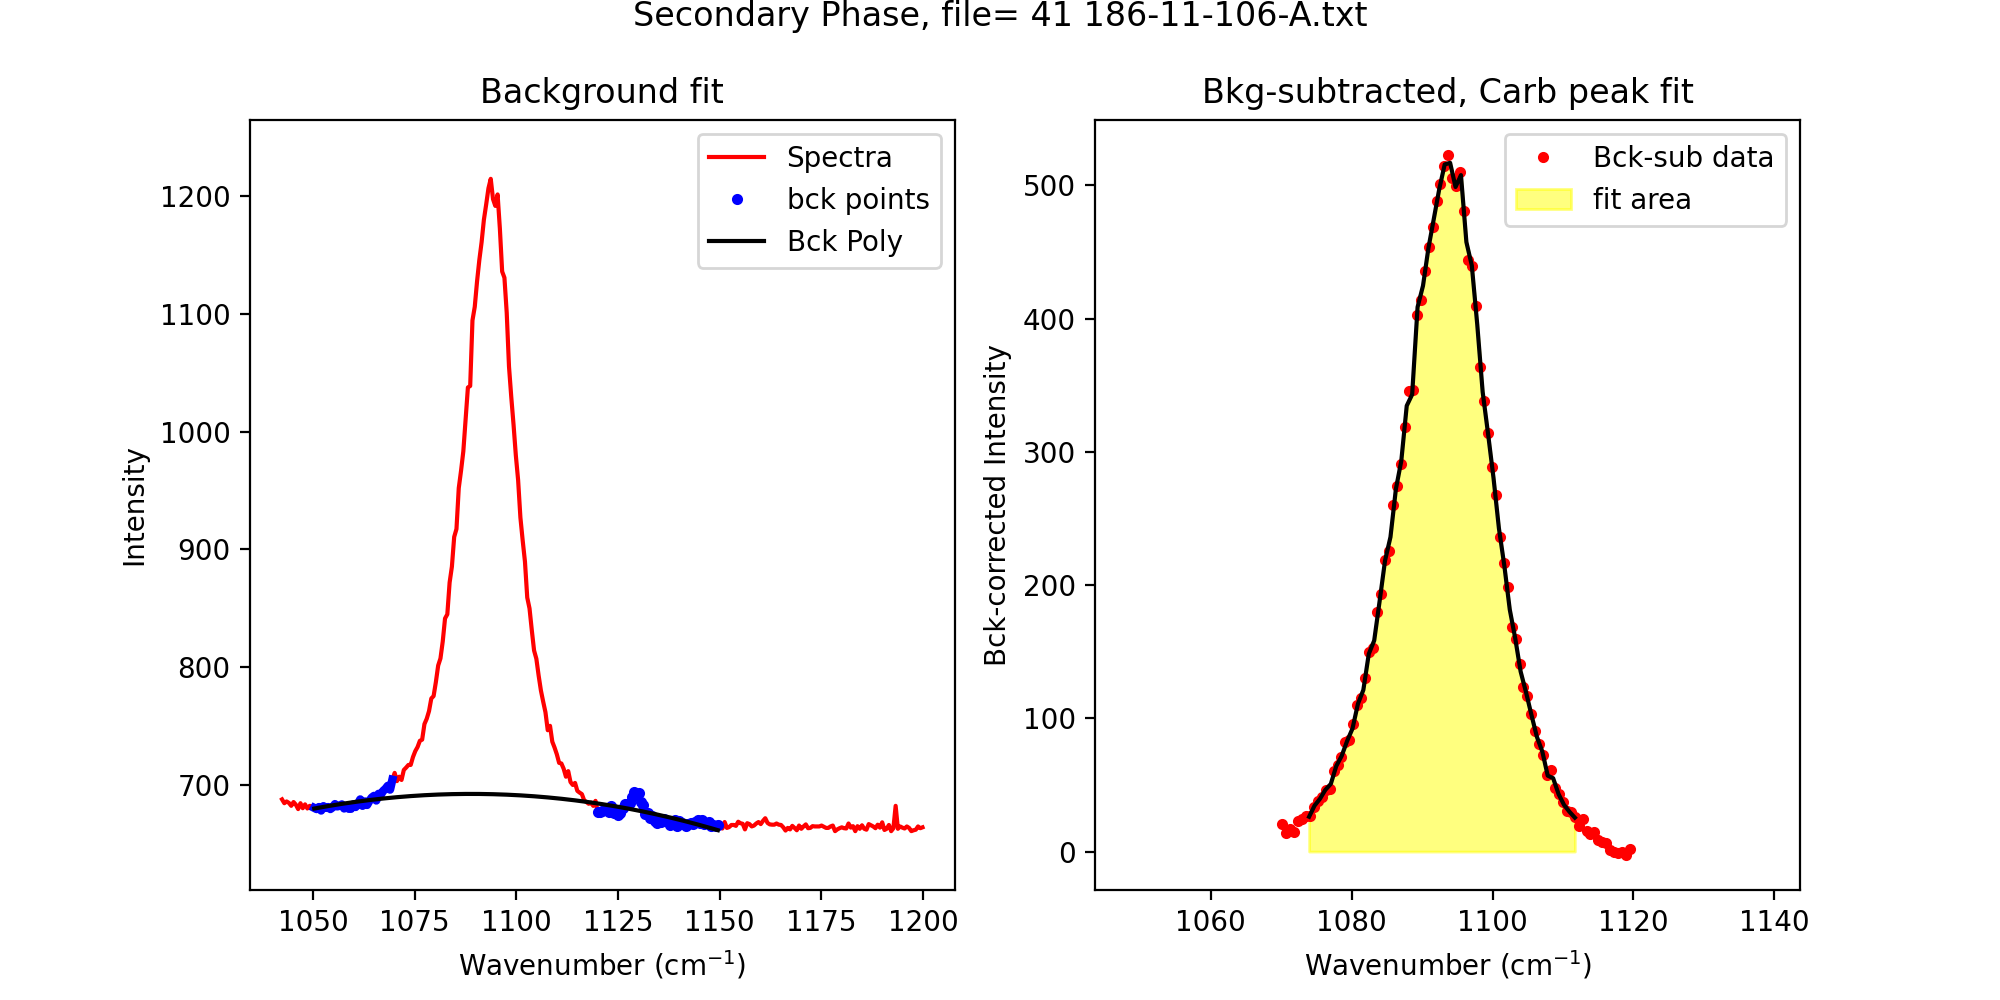 Secondary Phase, file= 41 186-11-106-A.txt
Background fit
Spectra
bck points
Bck Poly
1200
1100
1000
900
800
700
Intensity
1050 1075 1100 1125 1150 1175 1200
Wavenumber (cm⁻¹)
Bkg-subtracted, Carb peak fit
Bck-sub data
fit area
500
400
300
200
100
0
Bck-corrected Intensity
1060 1080 1100 1120 1140
Wavenumber (cm⁻¹)